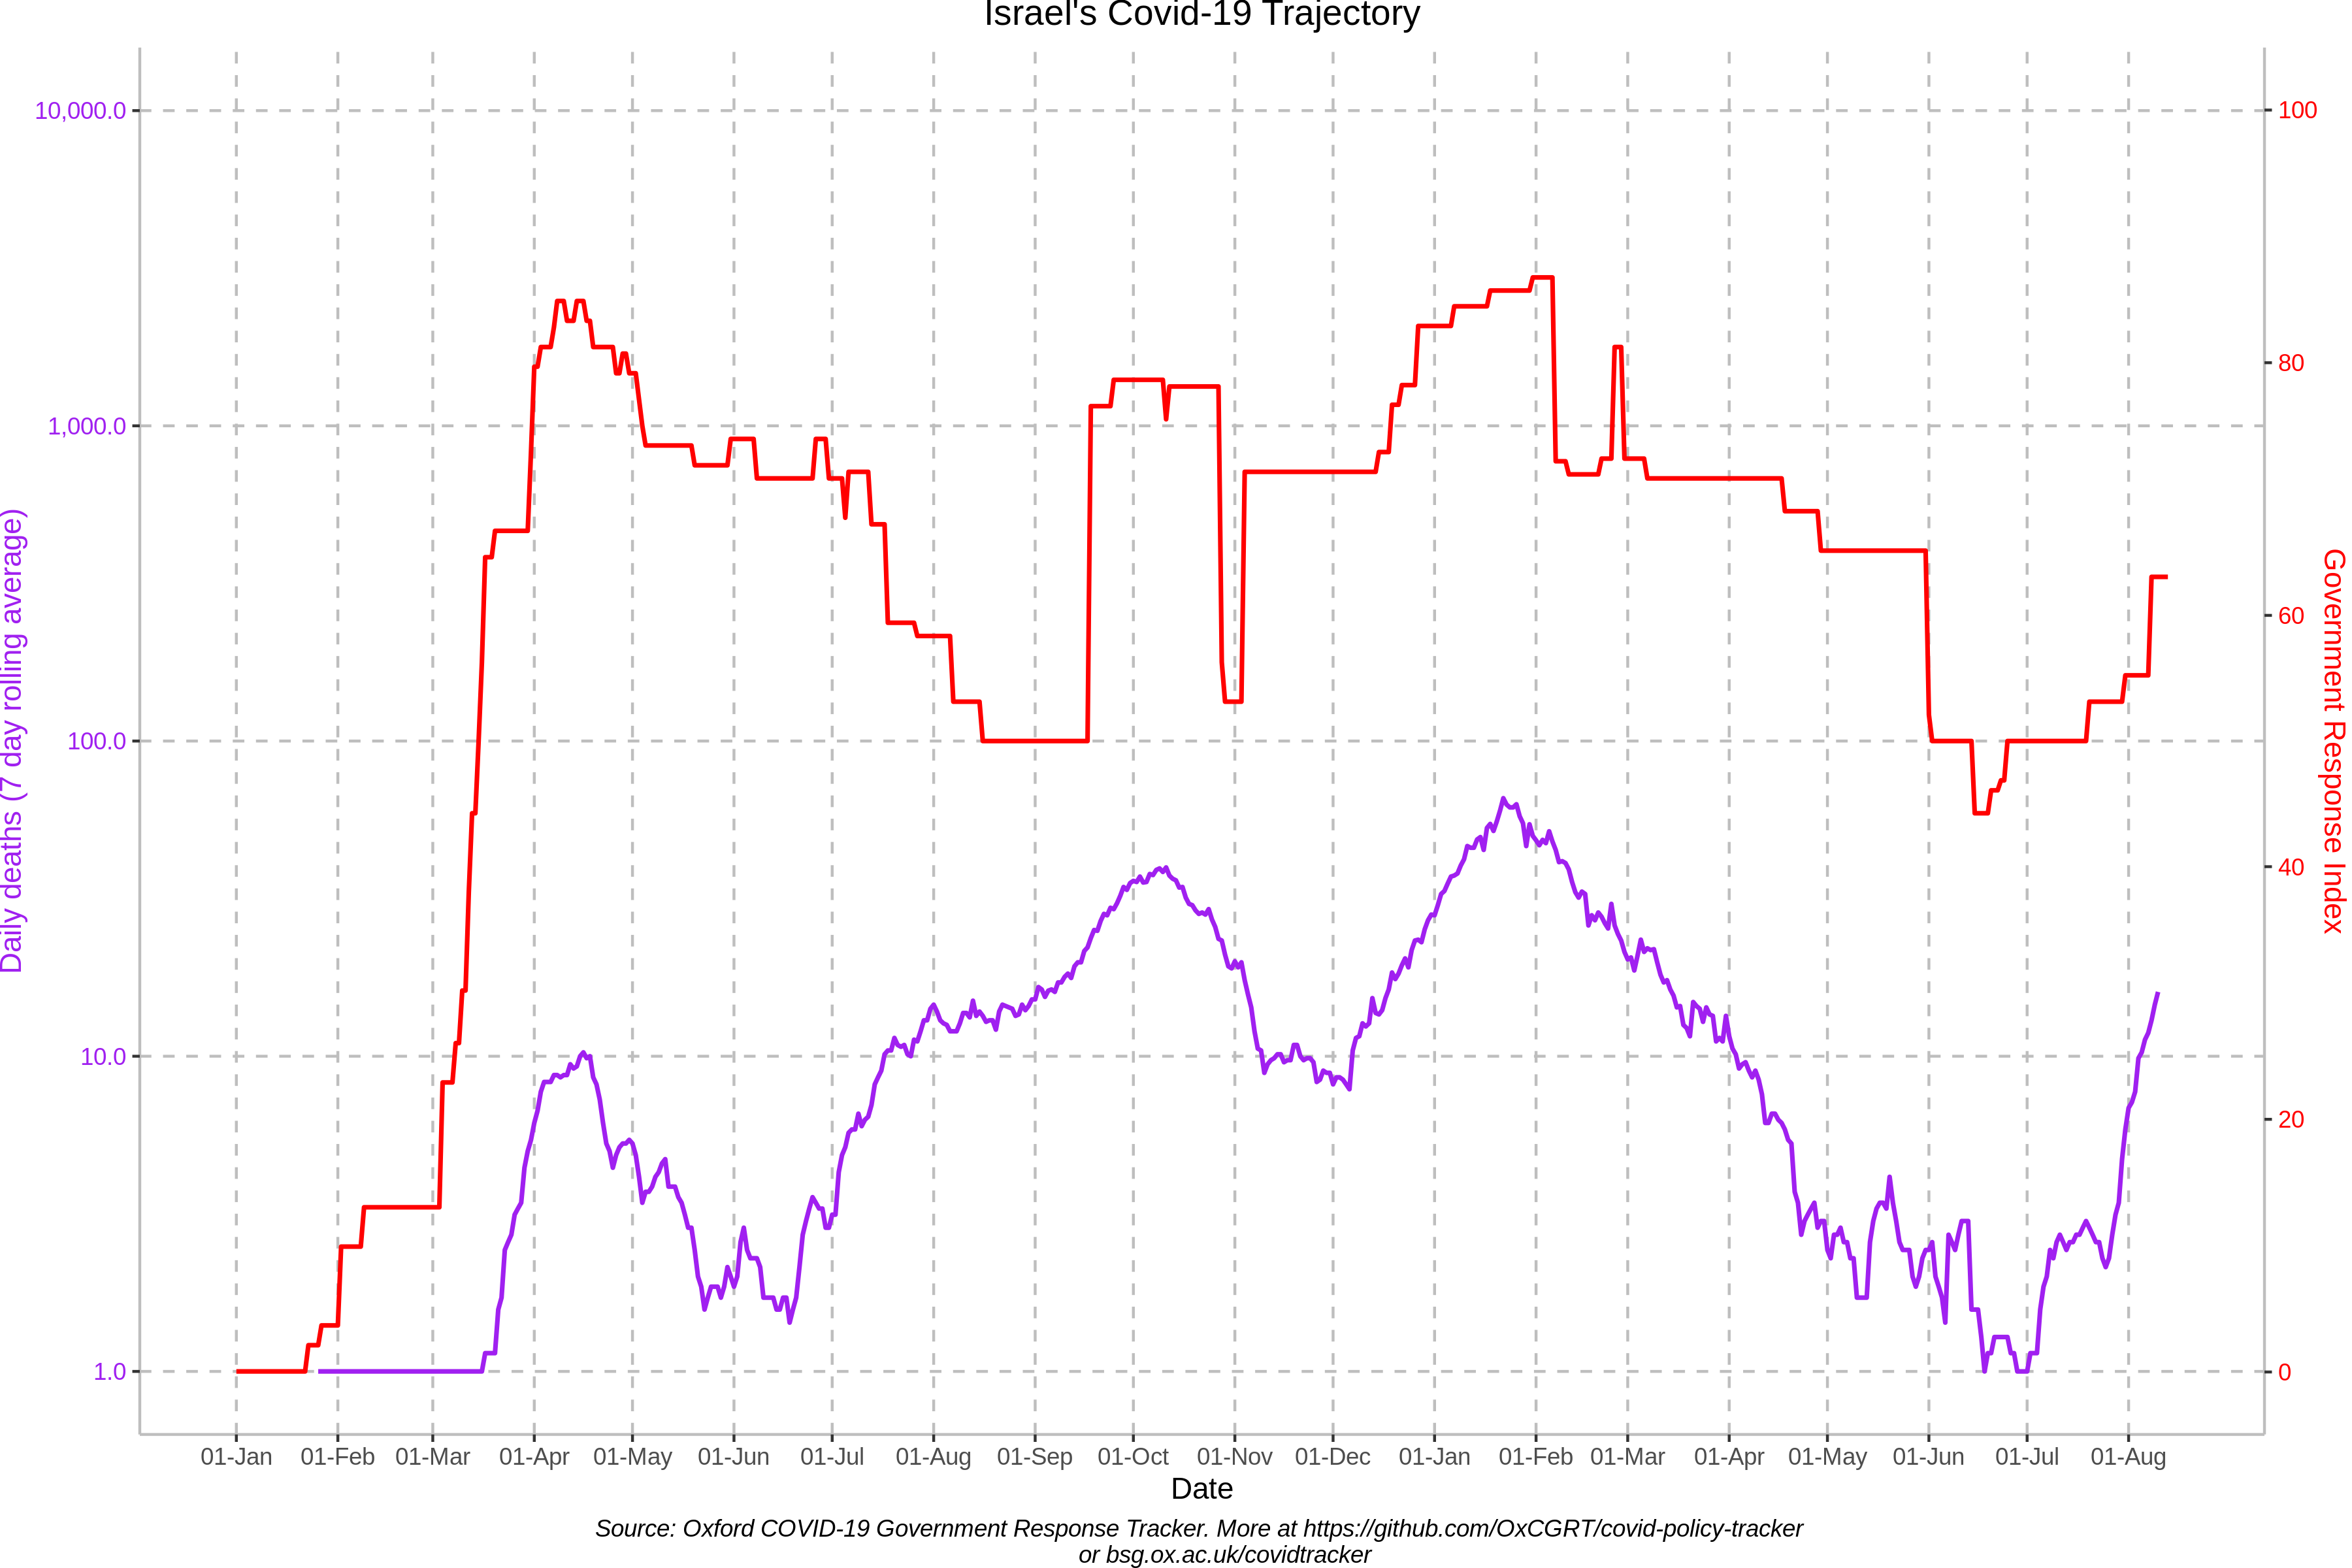 Israel's Covid-19 Trajectory
10,000.0
1,000.0
100.0
10.0
1.0
Daily deaths (7 day rolling average)
100
80
60
40
20
0
Government Response Index
01-Jan 01-Feb 01-Mar 01-Apr 01-May 01-Jun 01-Jul 01-Aug 01-Sep 01-Oct 01-Nov 01-Dec 01-Jan 01-Feb 01-Mar 01-Apr 01-May 01-Jun 01-Jul 01-Aug
Date
Source: Oxford COVID-19 Government Response Tracker. More at https://github.com/OxCGRT/covid-policy-tracker
or bsg.ox.ac.uk/covidtracker